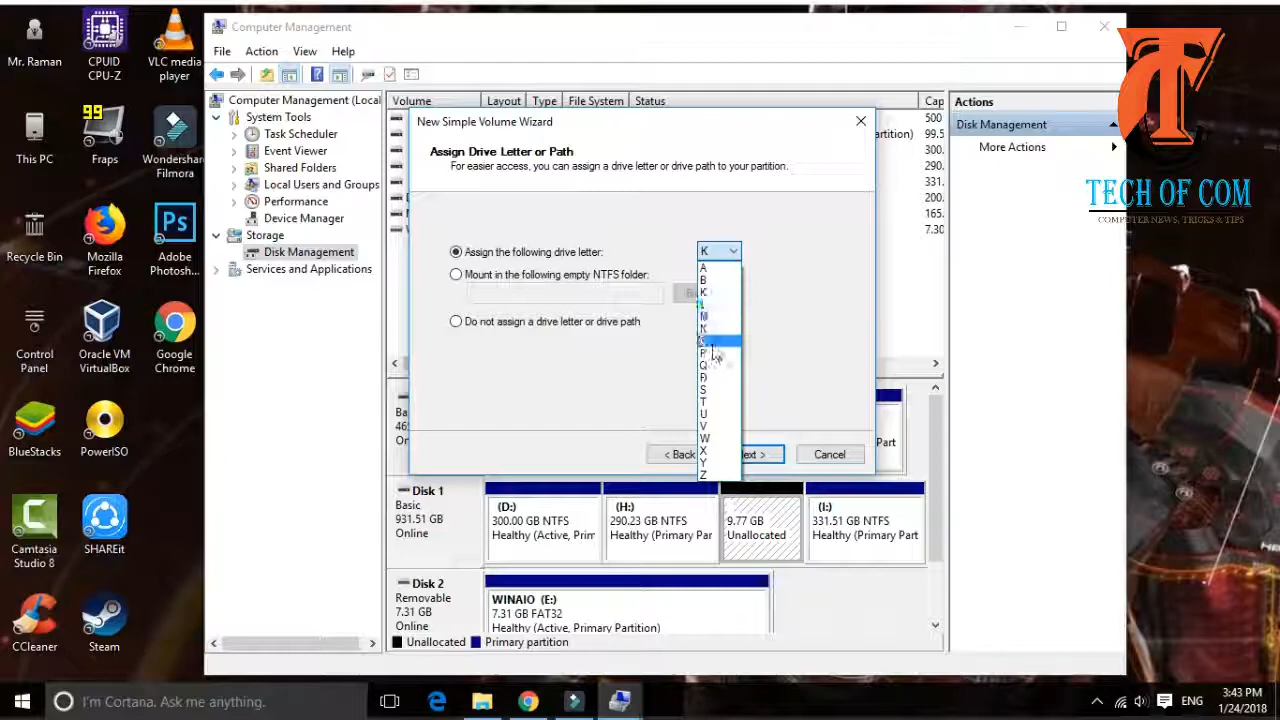 Mr. Raman
CPUID
CPU-Z
VLC media
player
99
This PC
Fraps
Wondershar
Filmora
Recycle Bin
Mozilla
Firefox
Ps
Adobe
Photosh...
Control
Panel
Oracle VM
VirtualBox
Google
Chrome
BlueStacks
PowerISO
Camtasia
Studio 8
SHAREit
CCleaner
Steam
Computer Management
File Action View Help
Computer Management (Local
System Tools
Task Scheduler
Event Viewer
Shared Folders
Local Users and Groups
Performance
Device Manager
Storage
Disk Management
Services and Applications
Volume Layout Type File System Status Cap
500
rtition) 99.5
300.
290.
331.
200.
165.
7.30
New Simple Volume Wizard
Assign Drive Letter or Path
For easier access, you can assign a drive letter or drive path to your partition.
Assign the following drive letter: K
Mount in the following empty NTFS folder:
Do not assign a drive letter or drive path
A
B
K
M
N
P
Q
S
T
U
V
W
X
Y
Z
< Back
ext >
Cancel
Actions
Disk Management
More Actions
TECH OF COM
COMPUTER NEWS, TRICKS & TIPS
Ba
46
Or
Part
Disk 1
Basic
931.51 GB
Online
(D:)
300.00 GB NTFS
Healthy (Active, Prim
(H:)
290.23 GB NTFS
Healthy (Primary Par
9.77 GB
Unallocated
(I:)
331.51 GB NTFS
Healthy (Primary Part
Disk 2
Removable
7.31 GB
Online
WINAIO (E:)
7.31 GB FAT32
Healthy (Active, Primary Partition)
Unallocated Primary partition
I'm Cortana. Ask me anything.
ENG
3:43 PM
1/24/2018